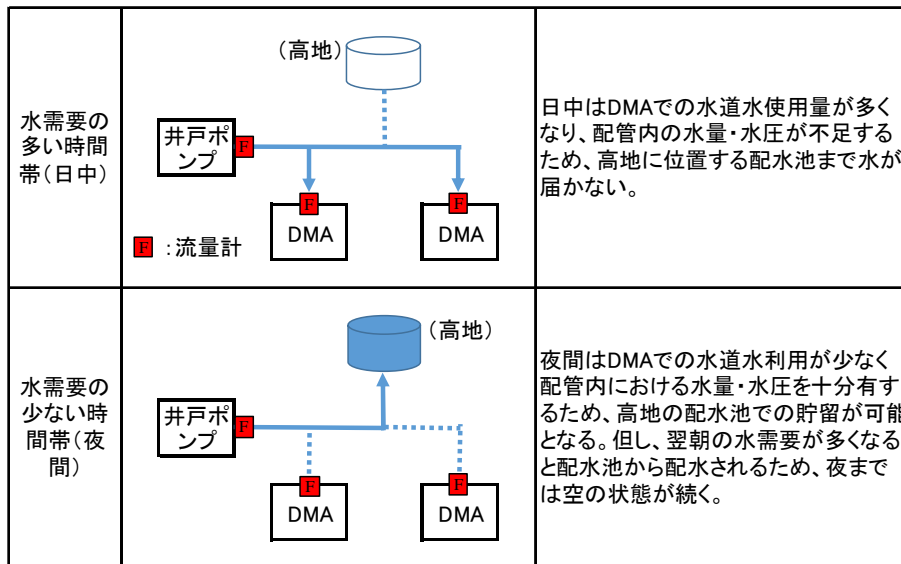 水需要の
多い時間
帯(日中)
(高地)
井戸ポ
ンプ
F
F
F
DMA
DMA
F :流量計
日中はDMAでの水道水使用量が多く
なり、配管内の水量・水圧が不足する
ため、高地に位置する配水池まで水が
届かない。
水需要の
少ない時
間帯(夜
間)
(高地)
井戸ポ
ンプ
F
F
F
DMA
DMA
夜間はDMAでの水道水利用が少なく
配管内における水量・水圧を十分有す
るため、高地の配水池での貯留が可能
となる。但し、翌朝の水需要が多くなる
と配水池から配水されるため、夜まで
は空の状態が続く。